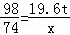 98/74 = 19.6t/x